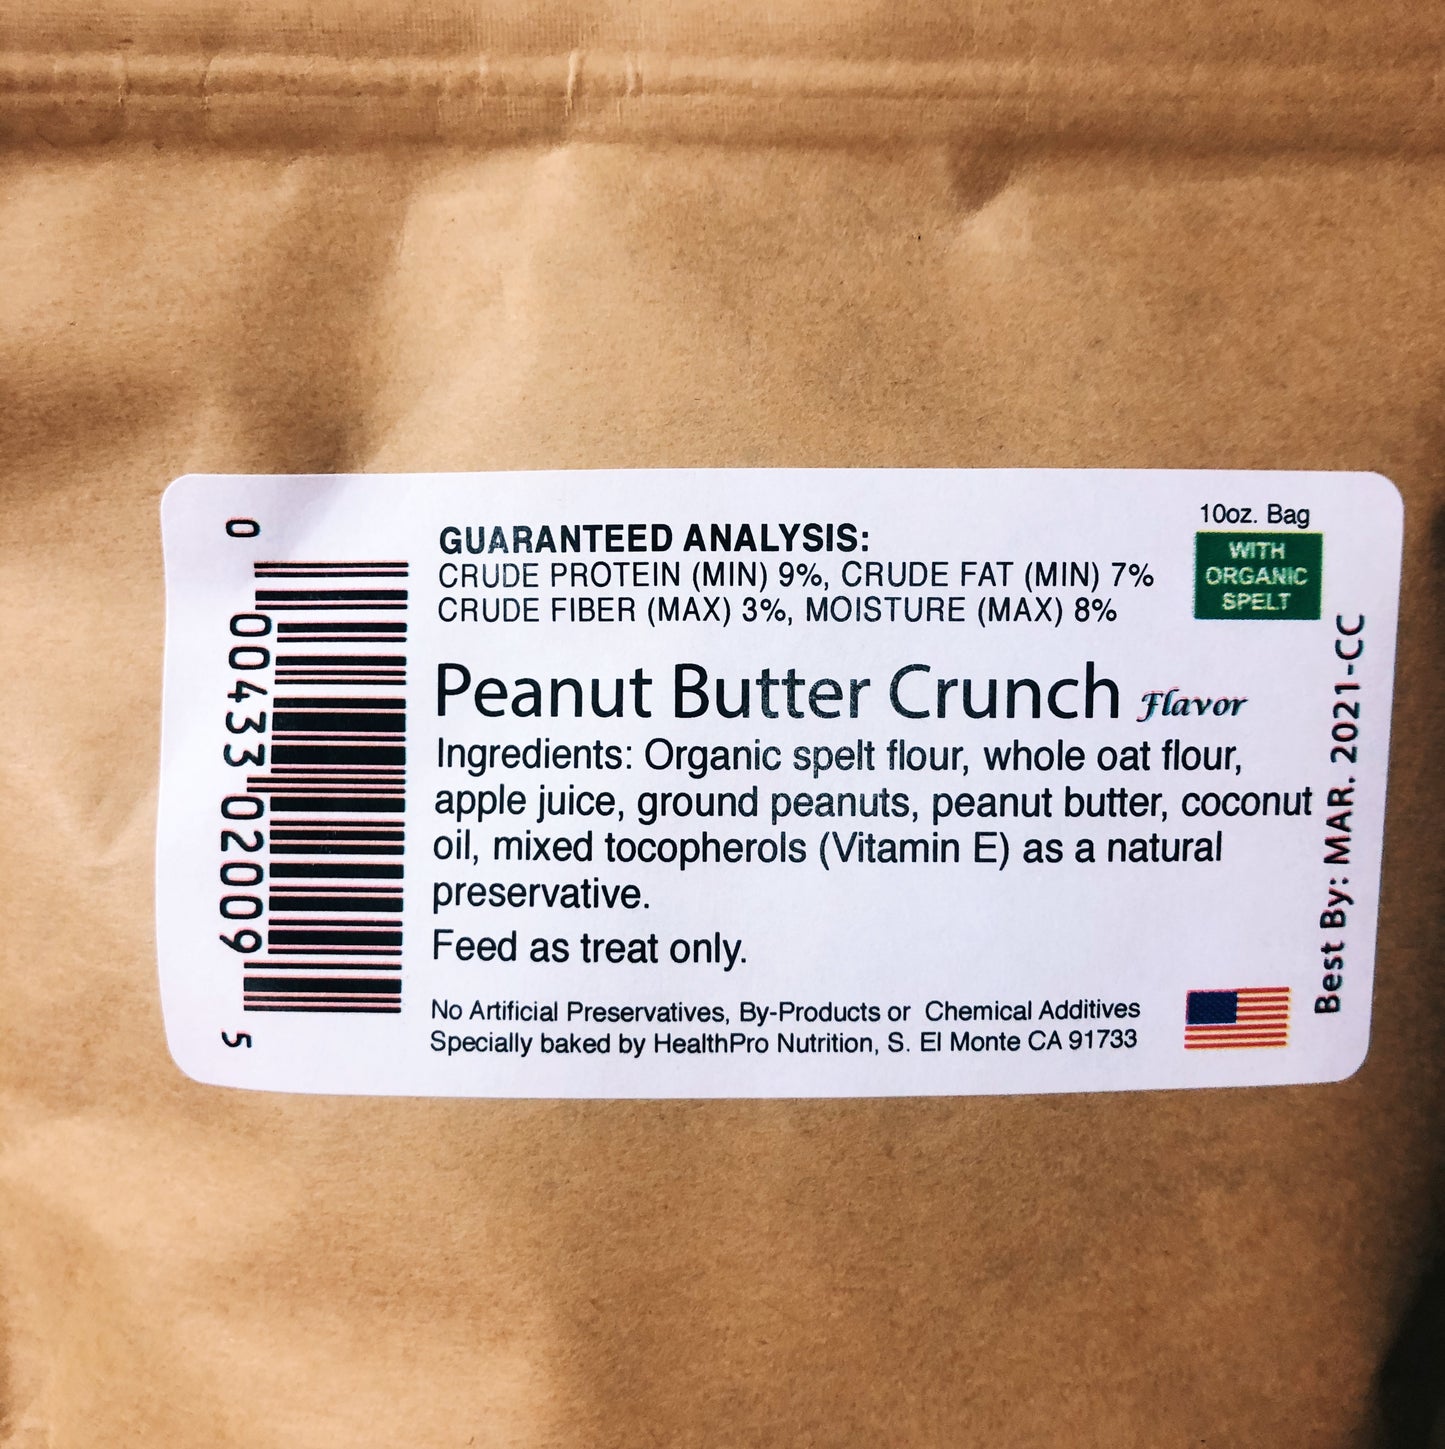 0
00433
02009
5
GUARANTEED ANALYSIS:
CRUDE PROTEIN (MIN) 9%, CRUDE FAT (MIN) 7%
CRUDE FIBER (MAX) 3%, MOISTURE (MAX) 8%
10oz. Bag
WITH
ORGANIC
SPELT
Peanut Butter Crunch Flavor
Ingredients: Organic spelt flour, whole oat flour,
apple juice, ground peanuts, peanut butter, coconut
oil, mixed tocopherols (Vitamin E) as a natural
preservative.
Feed as treat only.
No Artificial Preservatives, By-Products or Chemical Additives
Specially baked by HealthPro Nutrition, S. El Monte CA 91733
Best By: MAR. 2021-CC